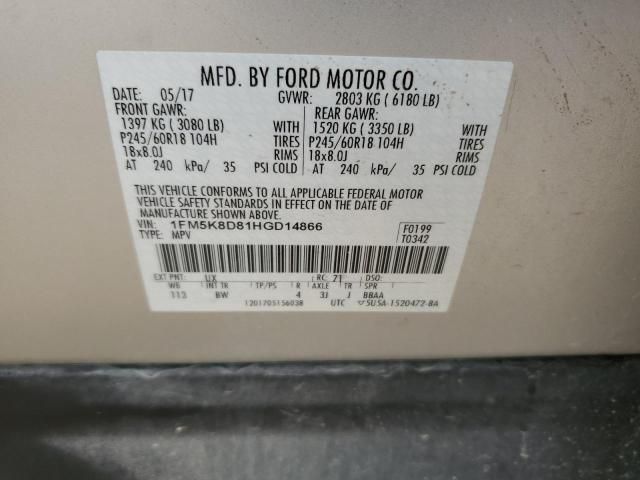 MFD. BY FORD MOTOR CO.
DATE: 05/17 GVWR: 2803 KG ( 6180 LB)
FRONT GAWR: REAR GAWR:
1397 KG ( 3080 LB) WITH 1520 KG ( 3350 LB) WITH
P245/60R18 104H TIRES P245/60R18 104H TIRES
18x8.0J RIMS 18x8.0J RIMS
AT 240 kPa/ 35 PSI COLD AT 240 kPa/ 35 PSI COLD
THIS VEHICLE CONFORMS TO ALL APPLICABLE FEDERAL MOTOR
VEHICLE SAFETY STANDARDS IN EFFECT ON THE DATE OF
MANUFACTURE SHOWN ABOVE.
VIN: 1FM5K8D81HGD14866 F0199
TYPE: MPV T0342
EXT PNT: UX RC: 71 DSO:
WB INT TR TP/PS R AXLE TR SPR
113 BW 4 3J J BBAA
1201705156038 UTC 5U5A-1520472-BA